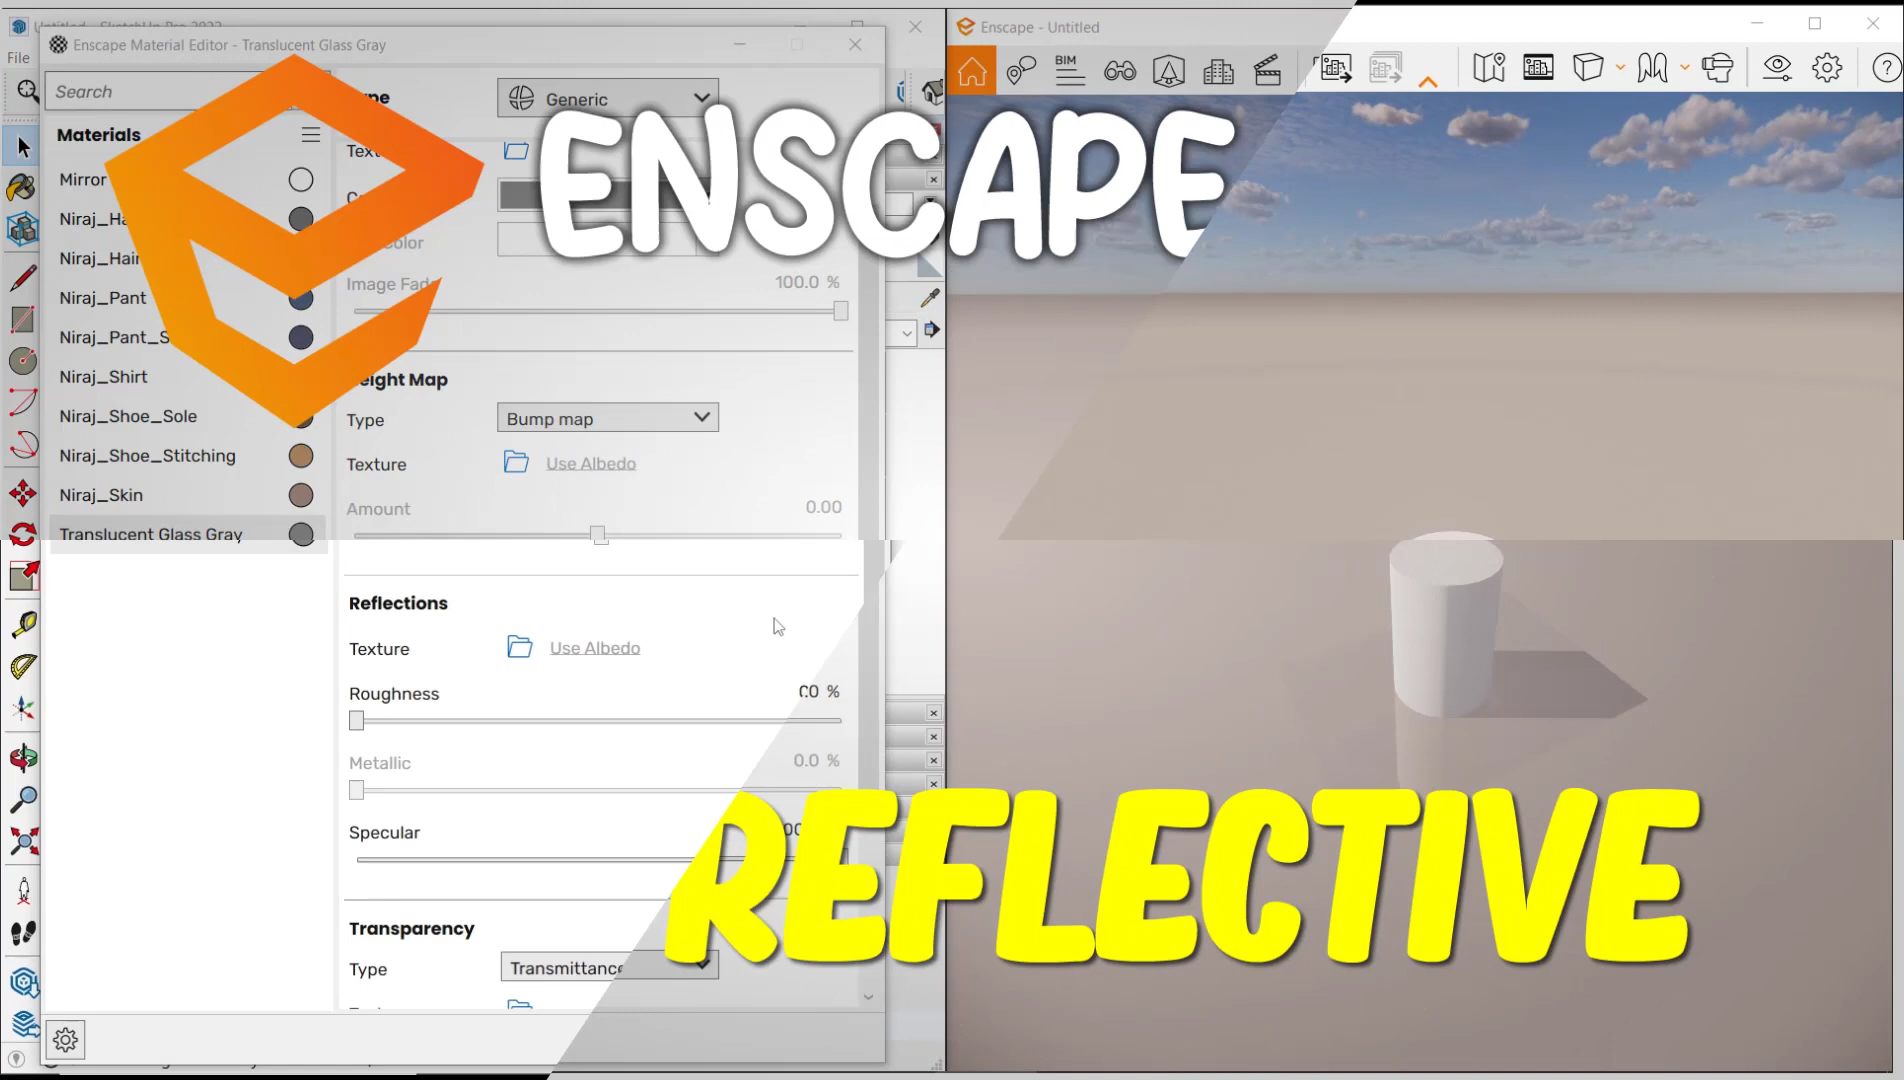 File
Enscape Material Editor - Translucent Glass Gray
Enscape - Untitled
Search
Generic
BIM
ENSCAPE
Materials
Mirror
Niraj_Hair
Niraj_Pant
Niraj_Shirt
Niraj_Shoe_Sole
Niraj_Shoe_Stitching
Niraj_Skin
Translucent Glass Gray
100.0 %
Type
Bump map
Texture
Use Albedo
Amount
0.00
Reflections
Texture
Use Albedo
Roughness
Metallic
0.0 %
Specular
REFLECTIVE
Transparency
Type
Transmittance